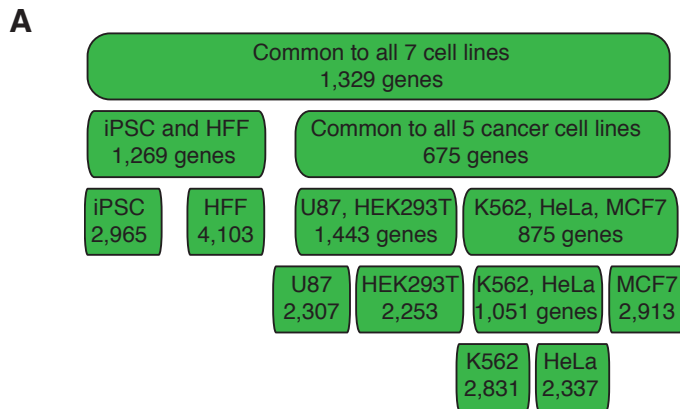 A
Common to all 7 cell lines
1,329 genes
iPSC and HFF
1,269 genes
Common to all 5 cancer cell lines
675 genes
iPSC
2,965
HFF
4,103
U87, HEK293T
1,443 genes
K562, HeLa, MCF7
875 genes
U87
2,307
HEK293T
2,253
K562, HeLa
1,051 genes
MCF7
2,913
K562
2,831
HeLa
2,337